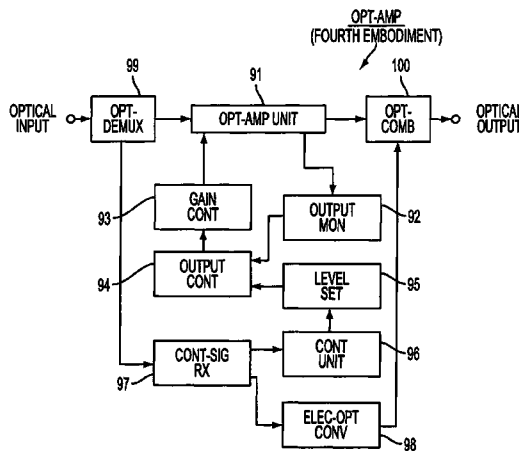 OPT-AMP
(FOURTH EMBODIMENT)
99
91
100
OPTICAL
INPUT
OPT-
DEMUX
OPT-AMP UNIT
OPT-
COMB
OPTICAL
OUTPUT
93
GAIN
CONT
OUTPUT
MON
92
94
OUTPUT
CONT
LEVEL
SET
95
97
CONT-SIG
RX
CONT
UNIT
96
ELEC-OPT
CONV
98